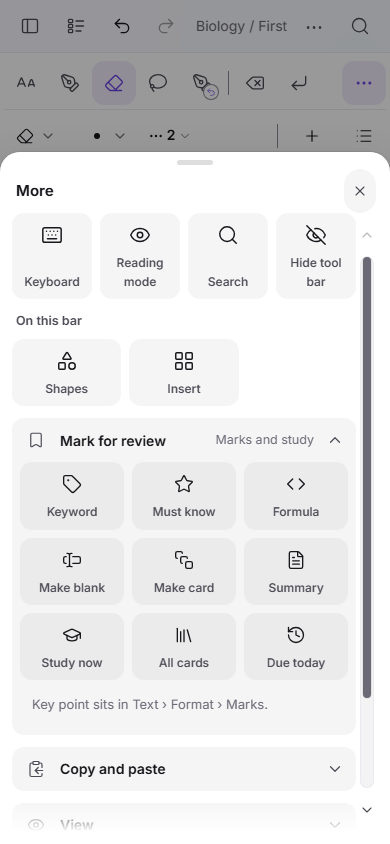 Biology / First
AA
2
More
Keyboard
Reading
mode
Search
Hide tool
bar
On this bar
Shapes
Insert
Mark for review
Marks and study
Keyword
Must know
Formula
Make blank
Make card
Summary
Study now
All cards
Due today
Key point sits in Text › Format › Marks.
Copy and paste
View